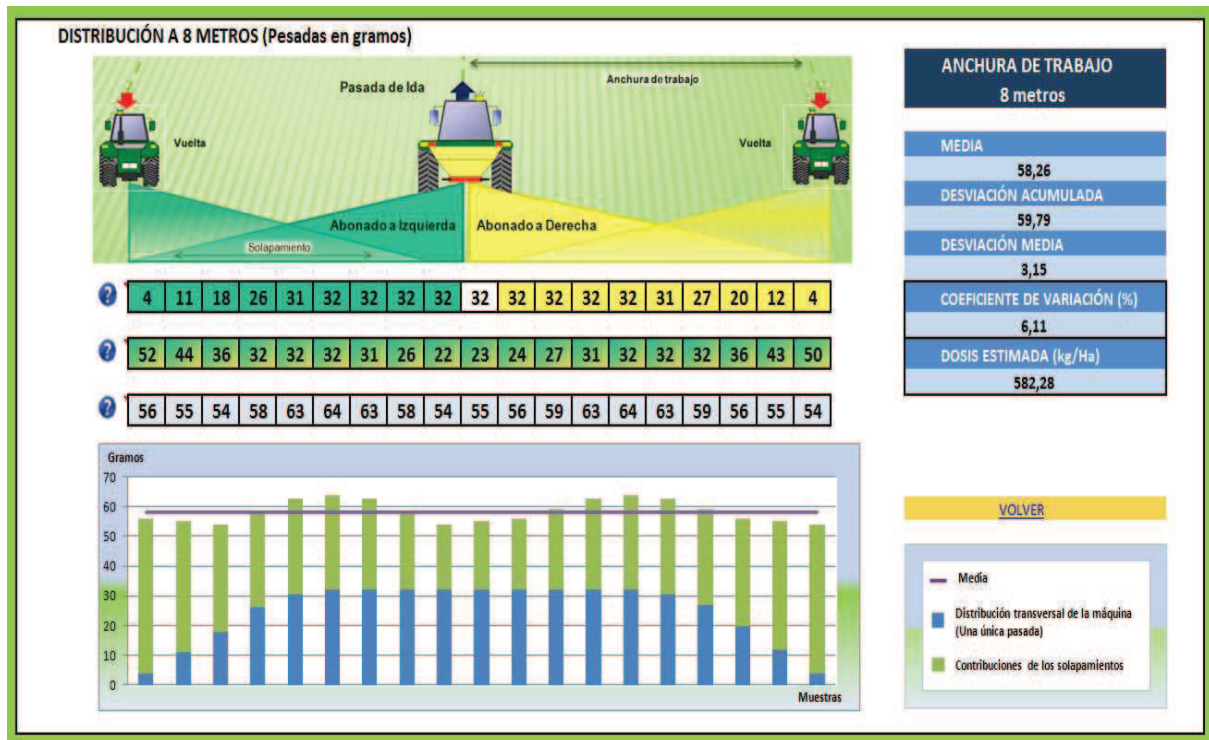 DISTRIBUCIÓN A 8 METROS (Pesadas en gramos)
Pasada de Ida
Anchura de trabajo
Vuelta
Vuelta
Abonado a Izquierda
Abonado a Derecha
Solapamiento
? 4 11 18 26 31 32 32 32 32 32 32 32 32 32 31 27 20 12 4
? 52 44 36 32 32 32 31 26 22 23 24 27 31 32 32 32 36 43 50
? 56 55 54 58 63 64 63 58 54 55 56 59 63 64 63 59 56 55 54
Gramos
70
60
50
40
30
20
10
0
Muestras
ANCHURA DE TRABAJO
8 metros
MEDIA
58,26
DESVIACIÓN ACUMULADA
59,79
DESVIACIÓN MEDIA
3,15
COEFICIENTE DE VARIACIÓN (%)
6,11
DOSIS ESTIMADA (kg/Ha)
582,28
VOLVER
Media
Distribución transversal de la máquina
(Una única pasada)
Contribuciones de los solapamientos